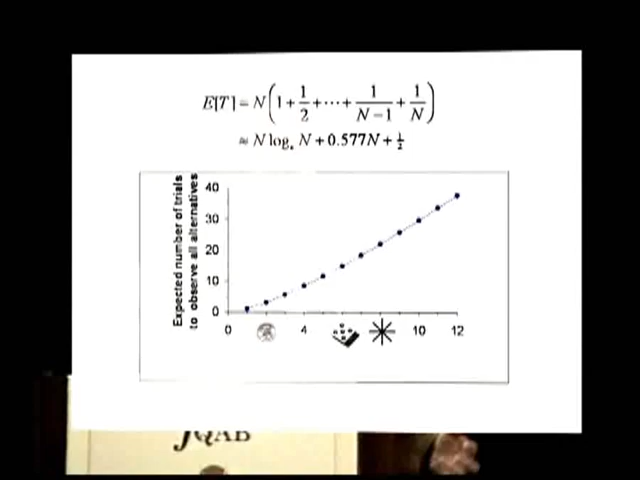 E[T] = N(1 + 1/2 + ⋯ + 1/(N−1) + 1/N)
≈ N logₑ N + 0.577N + ½
Expected number of trials
to observe all alternatives
40
30
20
10
0
0 4 10 12
JQAB